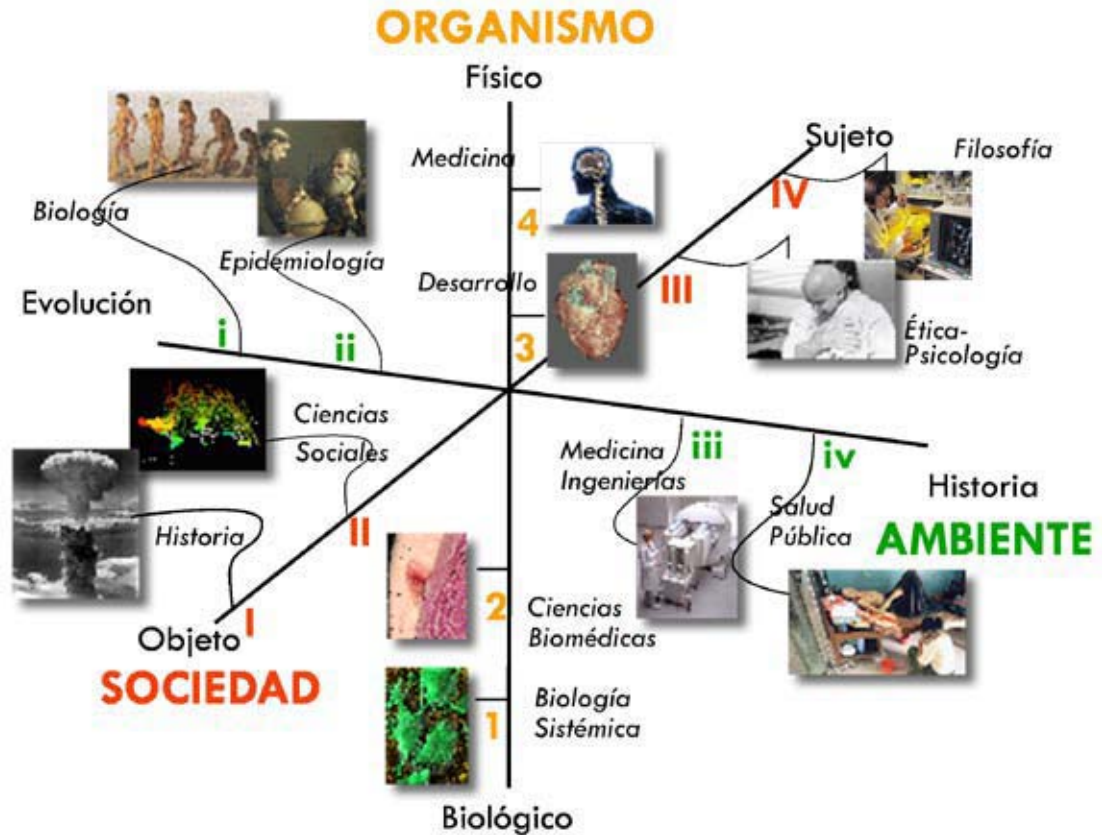 ORGANISMO
Físico
Sujeto
Filosofía
Medicina
IV
4
Biología
Epidemiología
Desarrollo
III
Evolución
i
ii
3
Ética-
Psicología
Ciencias
Sociales
Medicina
Ingenierías
iii
iv
Historia
Salud
Pública
AMBIENTE
Historia
II
I
Objeto
SOCIEDAD
2
Ciencias
Biomédicas
1
Biología
Sistémica
Biológico